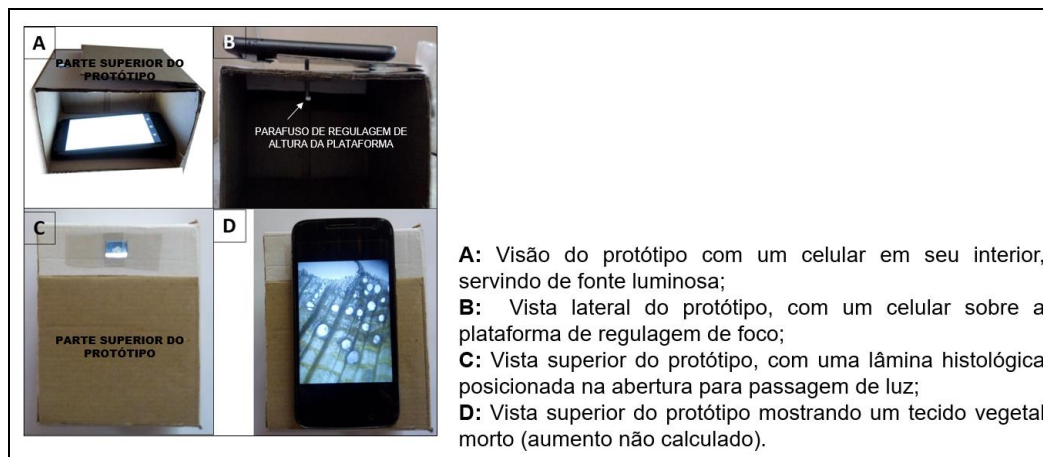 A
PARTE SUPERIOR DO
PROTÓTIPO
B
PARAFUSO DE REGULAGEM DE
ALTURA DA PLATAFORMA
C
PARTE SUPERIOR DO
PROTÓTIPO
D
A: Visão do protótipo com um celular em seu interior,
servindo de fonte luminosa;
B: Vista lateral do protótipo, com um celular sobre a
plataforma de regulagem de foco;
C: Vista superior do protótipo, com uma lâmina histológica
posicionada na abertura para passagem de luz;
D: Vista superior do protótipo mostrando um tecido vegetal
morto (aumento não calculado).